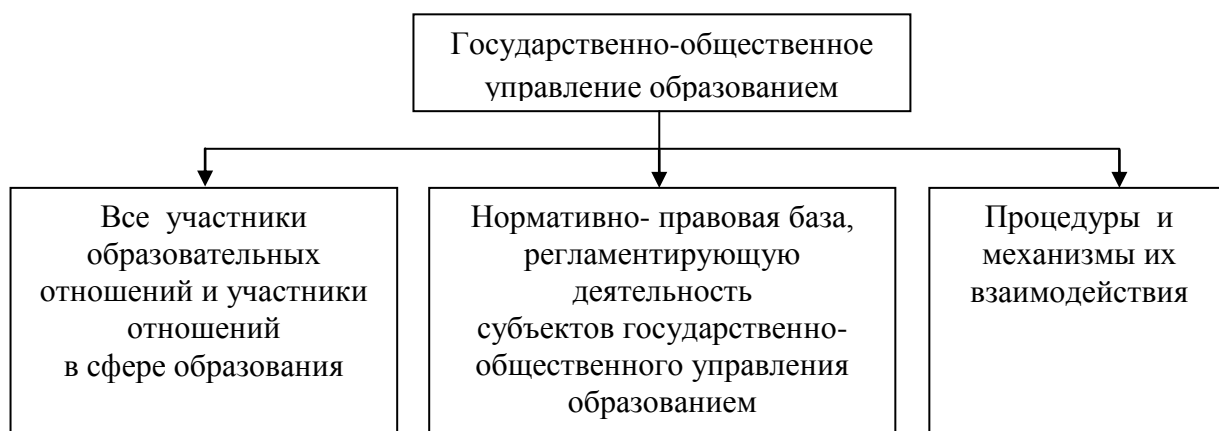 Государственно-общественное
управление образованием
Все участники
образовательных
отношений и участники
отношений
в сфере образования
Нормативно- правовая база,
регламентирующую
деятельность
субъектов государственно-
общественного управления
образованием
Процедуры и
механизмы их
взаимодействия